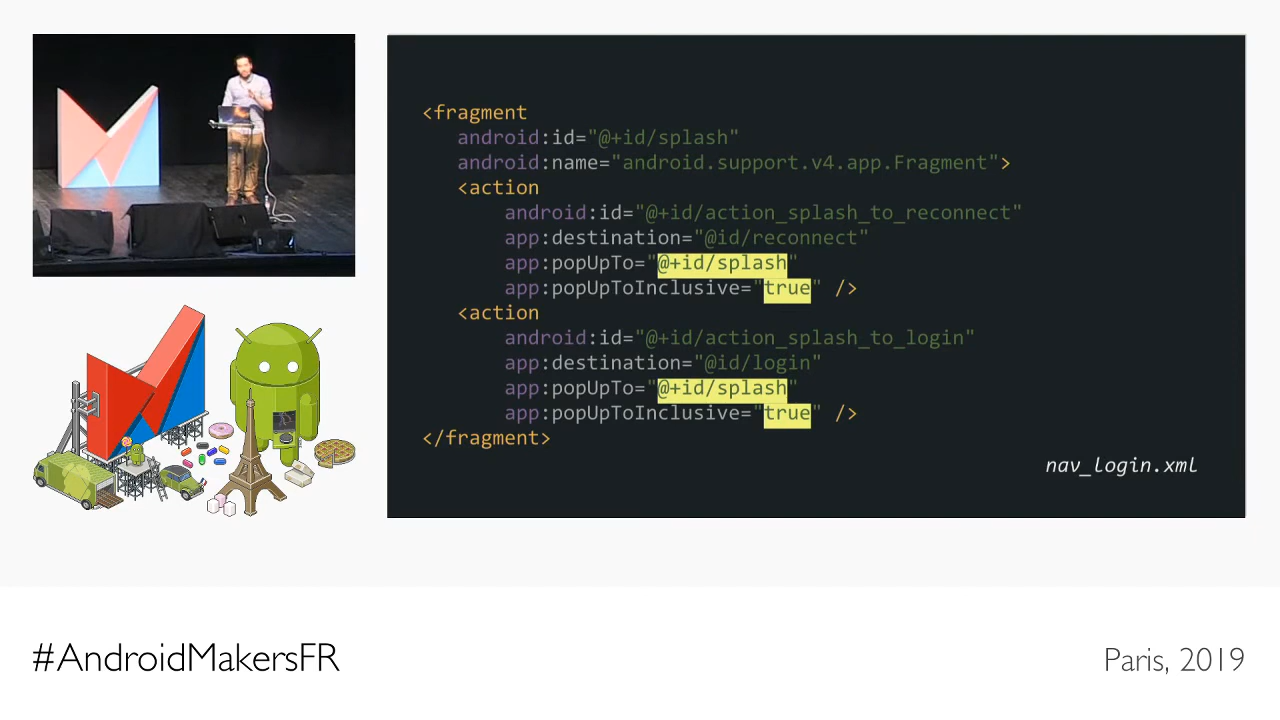 <fragment
android:id="@+id/splash"
android:name="android.support.v4.app.Fragment">
<action
android:id="@+id/action_splash_to_reconnect"
app:destination="@id/reconnect"
app:popUpTo="@+id/splash"
app:popUpToInclusive="true" />
<action
android:id="@+id/action_splash_to_login"
app:destination="@id/login"
app:popUpTo="@+id/splash"
app:popUpToInclusive="true" />
</fragment>
nav_login.xml
#AndroidMakersFR
Paris, 2019